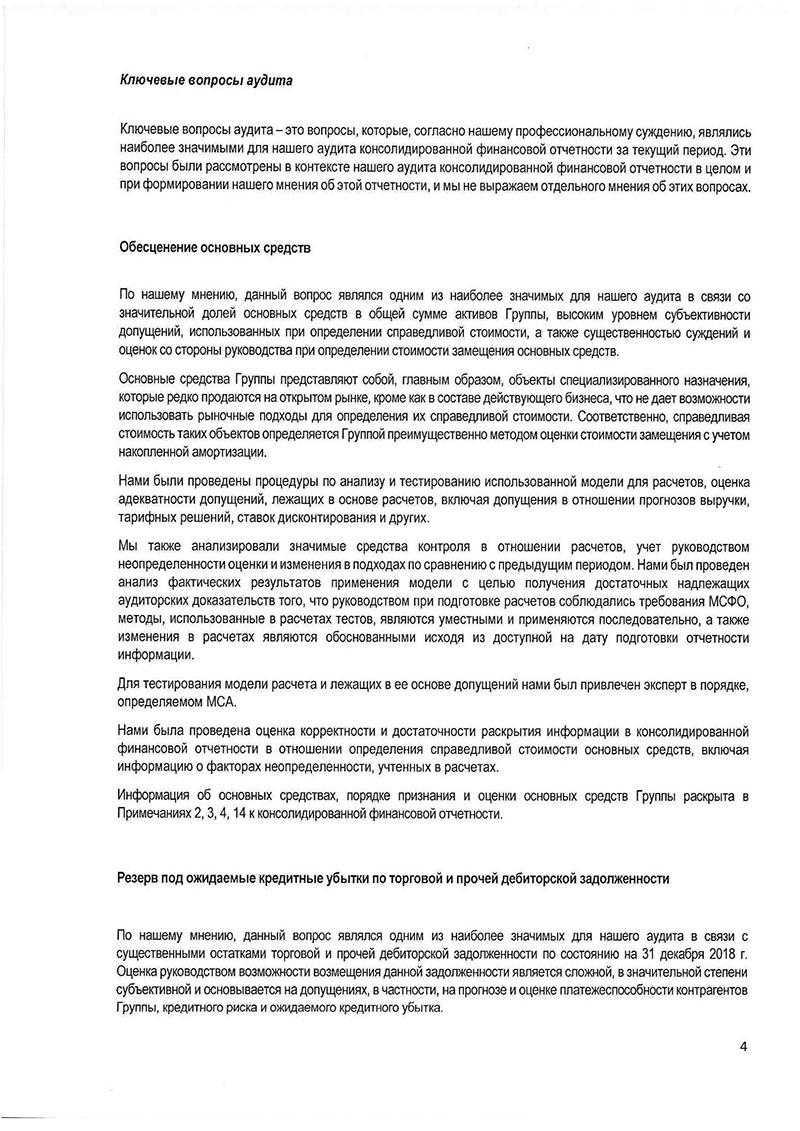 Ключевые вопросы аудита
Ключевые вопросы аудита – это вопросы, которые, согласно нашему профессиональному суждению, являлись
наиболее значимыми для нашего аудита консолидированной финансовой отчетности за текущий период. Эти
вопросы были рассмотрены в контексте нашего аудита консолидированной финансовой отчетности в целом и
при формировании нашего мнения об этой отчетности, и мы не выражаем отдельного мнения об этих вопросах.
Обесценение основных средств
По нашему мнению, данный вопрос являлся одним из наиболее значимых для нашего аудита в связи со
значительной долей основных средств в общей сумме активов Группы, высоким уровнем субъективности
допущений, использованных при определении справедливой стоимости, а также существенностью суждений и
оценок со стороны руководства при определении стоимости замещения основных средств.
Основные средства Группы представляют собой, главным образом, объекты специализированного назначения,
которые редко продаются на открытом рынке, кроме как в составе действующего бизнеса, что не дает возможности
использовать рыночные подходы для определения их справедливой стоимости. Соответственно, справедливая
стоимость таких объектов определяется Группой преимущественно методом оценки стоимости замещения с учетом
накопленной амортизации.
Нами были проведены процедуры по анализу и тестированию использованной модели для расчетов, оценка
адекватности допущений, лежащих в основе расчетов, включая допущения в отношении прогнозов выручки,
тарифных решений, ставок дисконтирования и других.
Мы также анализировали значимые средства контроля в отношении расчетов, учет руководством
неопределенности оценки и изменения в подходах по сравнению с предыдущим периодом. Нами был проведен
анализ фактических результатов применения модели с целью получения достаточных надлежащих
аудиторских доказательств того, что руководством при подготовке расчетов соблюдались требования МСФО,
методы, использованные в расчетах тестов, являются уместными и применяются последовательно, а также
изменения в расчетах являются обоснованными исходя из доступной на дату подготовки отчетности
информации.
Для тестирования модели расчета и лежащих в ее основе допущений нами был привлечен эксперт в порядке,
определяемом МСА.
Нами была проведена оценка корректности и достаточности раскрытия информации в консолидированной
финансовой отчетности в отношении определения справедливой стоимости основных средств, включая
информацию о факторах неопределенности, учтенных в расчетах.
Информация об основных средствах, порядке признания и оценки основных средств Группы раскрыта в
Примечаниях 2, 3, 4, 14 к консолидированной финансовой отчетности.
Резерв под ожидаемые кредитные убытки по торговой и прочей дебиторской задолженности
По нашему мнению, данный вопрос являлся одним из наиболее значимых для нашего аудита в связи с
существенными остатками торговой и прочей дебиторской задолженности по состоянию на 31 декабря 2018 г.
Оценка руководством возможности возмещения данной задолженности является сложной, в значительной степени
субъективной и основывается на допущениях, в частности, на прогнозе и оценке платежеспособности контрагентов
Группы, кредитного риска и ожидаемого кредитного убытка.
4